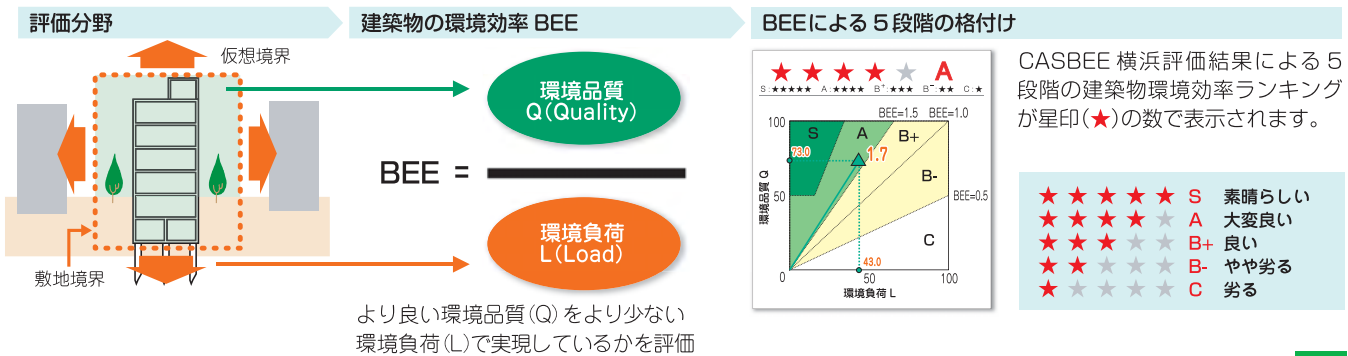 評価分野
仮想境界
敷地境界
建築物の環境効率 BEE
環境品質
Q(Quality)
BEE =
環境負荷
L(Load)
より良い環境品質(Q)をより少ない
環境負荷(L)で実現しているかを評価
BEEによる5段階の格付け
★★★★★ A
S:★★★★★ A:★★★★ B+:★★★ B-:★★ C:★
BEE=1.5 BEE=1.0
100
S
A
B+
73.0
1.7
B-
50
BEE=0.5
C
43.0
0
50
100
環境品質 Q
環境負荷 L
CASBEE 横浜評価結果による5
段階の建築物環境効率ランキング
が星印(★)の数で表示されます。
★★★★★ S 素晴らしい
★★★★★ A 大変良い
★★★★★ B+ 良い
★★★★★ B- やや劣る
★★★★★ C 劣る